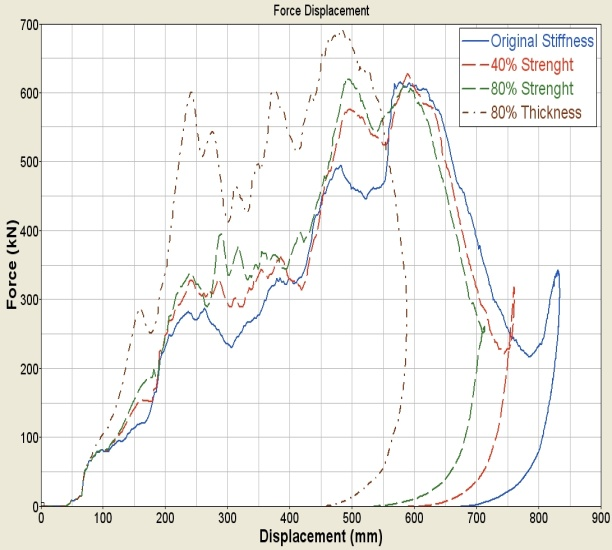 Force Displacement
700
600
500
400
300
200
100
0
Force (kN)
Original Stiffness
40% Strenght
80% Strenght
80% Thickness
0 100 200 300 400 500 600 700 800 900
Displacement (mm)